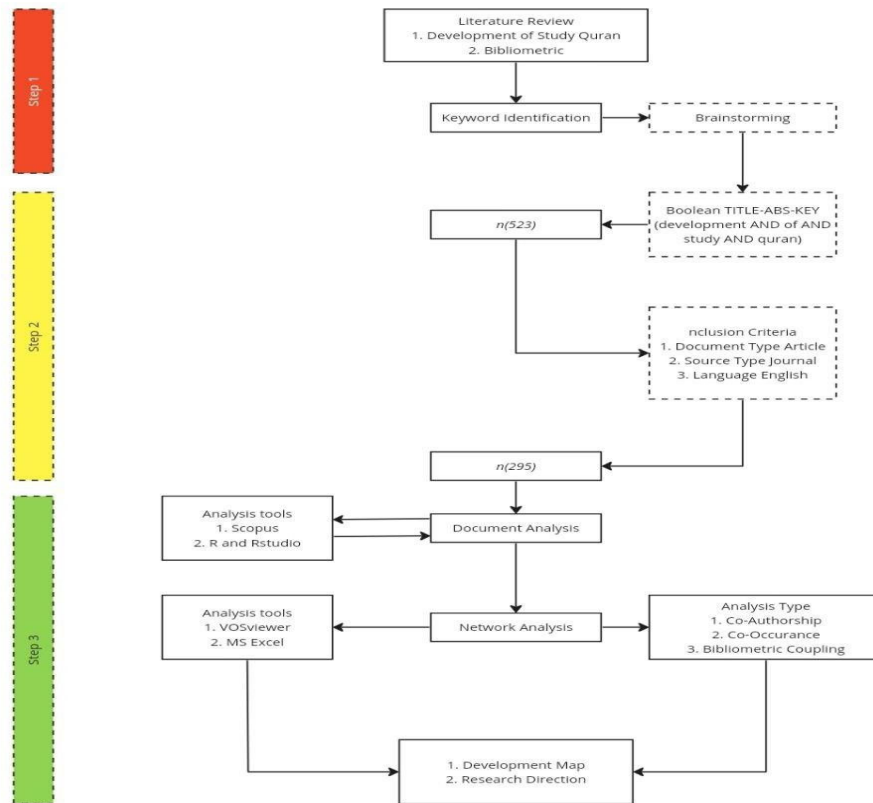 Step 1
Literature Review
1. Development of Study Quran
2. Bibliometric
Keyword Identification
Brainstorming
Step 2
Boolean TITLE-ABS-KEY
(development AND of AND
study AND quran)
n(523)
nclusion Criteria
1. Document Type Article
2. Source Type Journal
3. Language English
n(295)
Step 3
Analysis tools
1. Scopus
2. R and Rstudio
Document Analysis
Analysis tools
1. VOSviewer
2. MS Excel
Network Analysis
Analysis Type
1. Co-Authorship
2. Co-Occurance
3. Bibliometric Coupling
1. Development Map
2. Research Direction